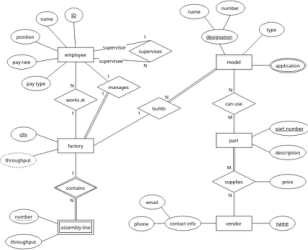 name
ID
position
pay rate
pay type
employee
supervisor
supervisee
1
N
supervises
name
number
designation
type
model
application
N
1
works at
1
manages
1
N
builds
1
N
can use
M
city
throughput
factory
1
contains
N
number
throughput
assembly line
part
part number
description
M
supplies
N
price
email
phone
contact info
vendor
name